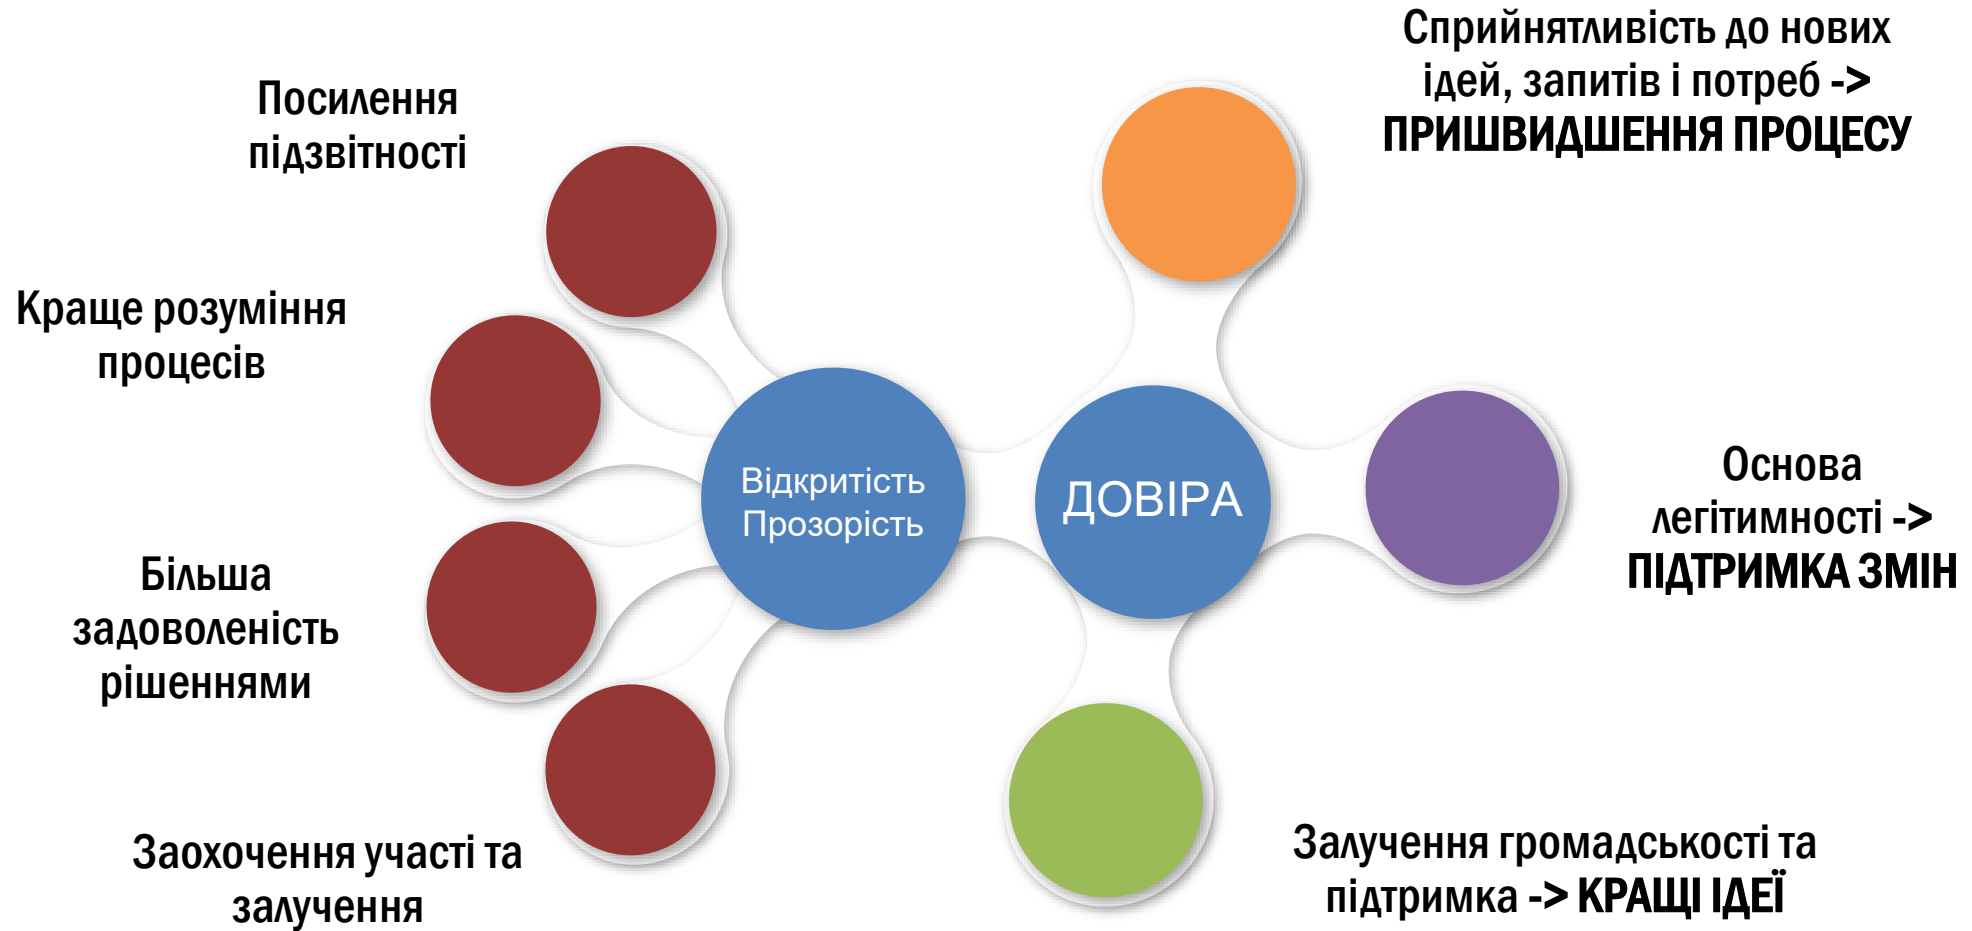 Посилення
підзвітності
Краще розуміння
процесів
Більша
задоволеність
рішеннями
Заохочення участі та
залучення
Відкритість
Прозорість
ДОВІРА
Сприйнятливість до нових
ідей, запитів і потреб ->
ПРИШВИДШЕННЯ ПРОЦЕСУ
Основа
легітимності ->
ПІДТРИМКА ЗМІН
Залучення громадськості та
підтримка -> КРАЩІ ІДЕЇ